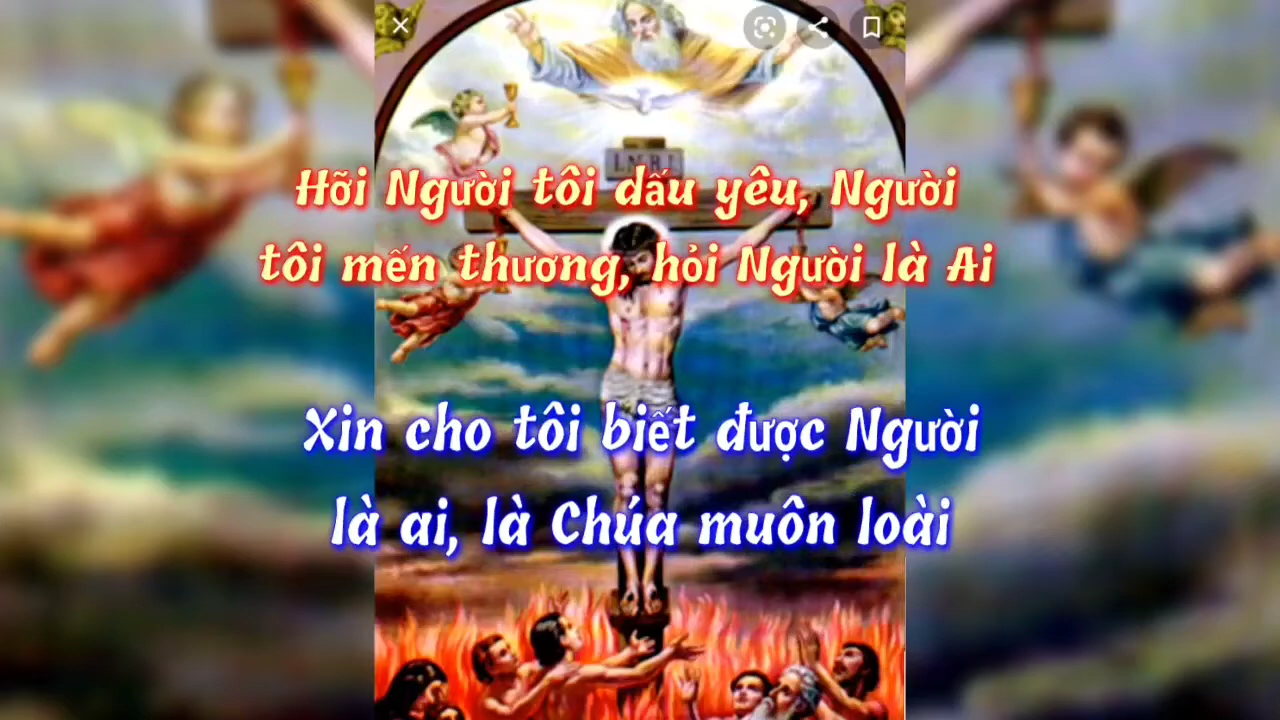 I.N.R.I.
Hỡi Người tôi dấu yêu, Người
tôi mến thương, hỏi Người là Ai
Xin cho tôi biết được Người
là ai, là Chúa muôn loài